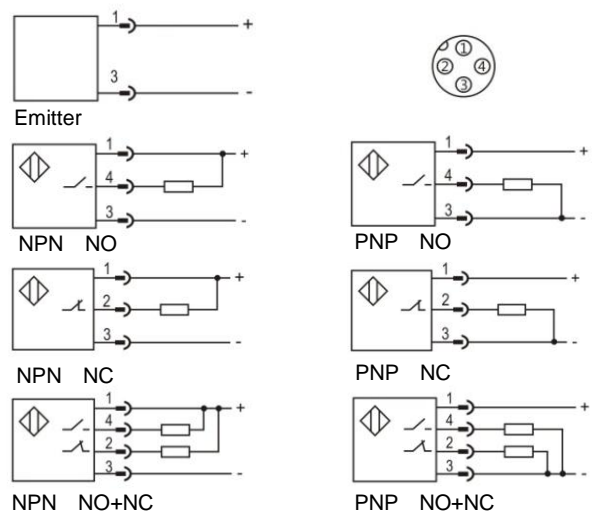 1 +
3 -
Emitter
① ② ④ ③
1 +
4
3 -
NPN NO
1 +
4
3 -
PNP NO
1 +
2
3 -
NPN NC
1 +
2
3 -
PNP NC
1 +
4
2
3 -
NPN NO+NC
1 +
4
2
3 -
PNP NO+NC